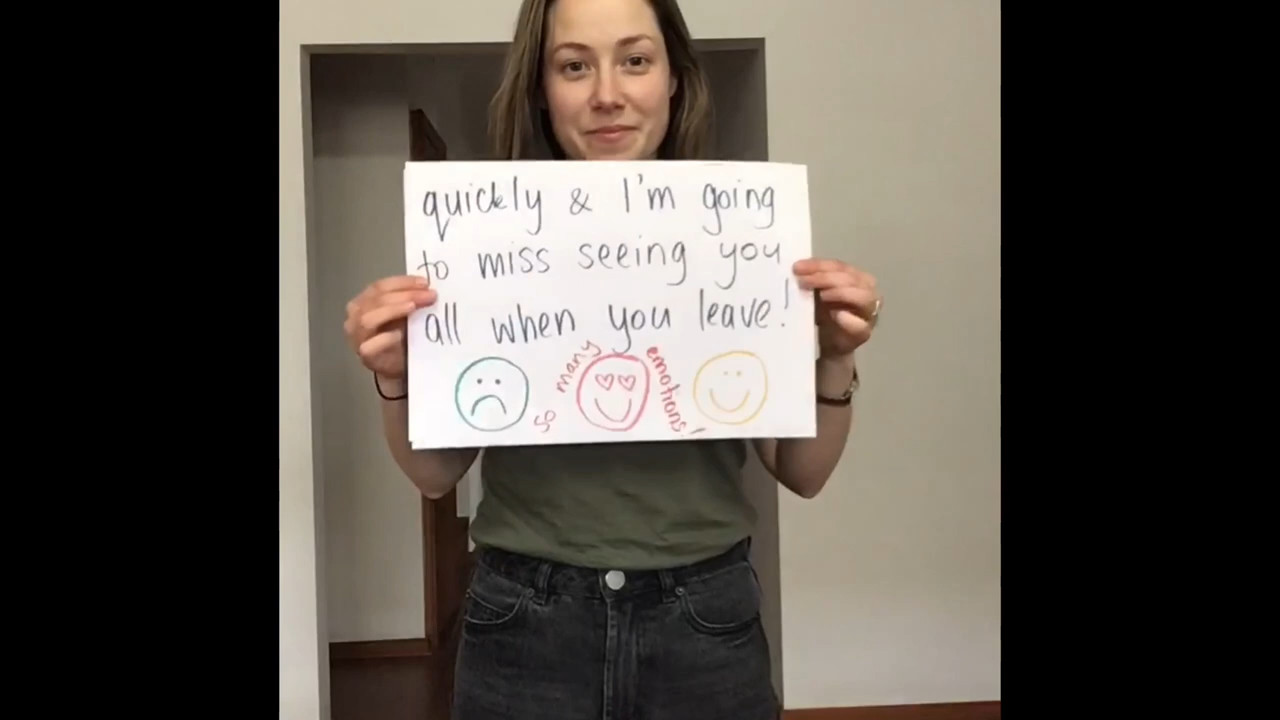 quickly & I'm going
to miss seeing you
all when you leave!
so many emotions!